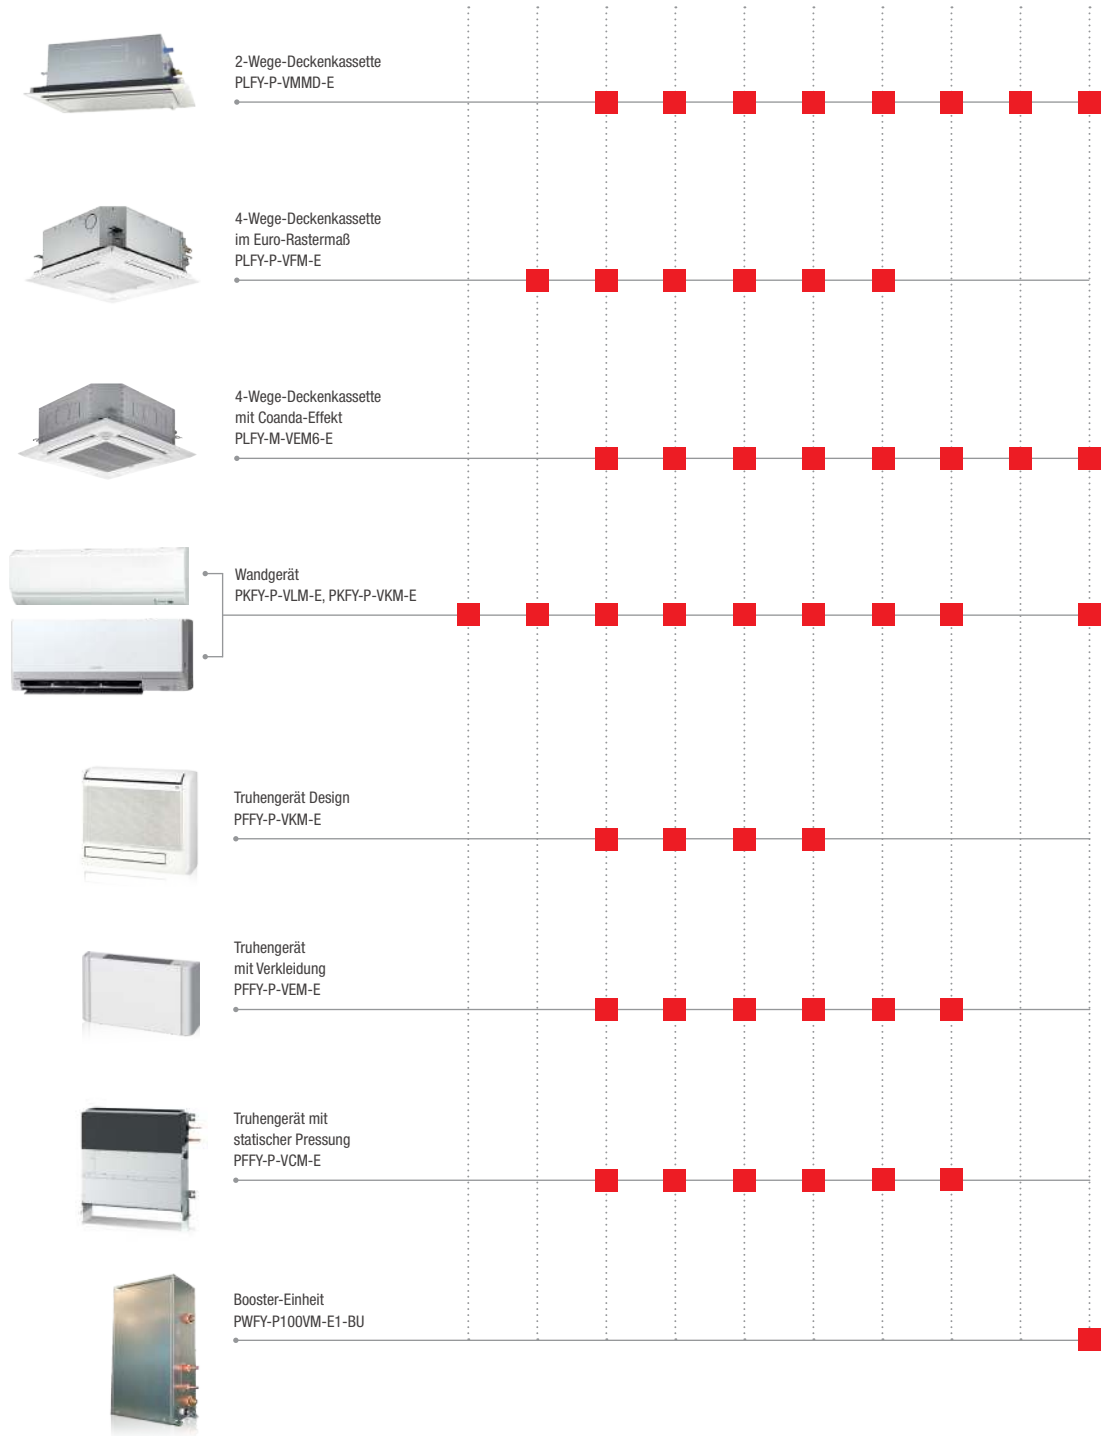 2-Wege-Deckenkassette
PLFY-P-VMMD-E
4-Wege-Deckenkassette
im Euro-Rastermaß
PLFY-P-VFM-E
4-Wege-Deckenkassette
mit Coanda-Effekt
PLFY-M-VEM6-E
Wandgerät
PKFY-P-VLM-E, PKFY-P-VKM-E
Truhengerät Design
PFFY-P-VKM-E
Truhengerät
mit Verkleidung
PFFY-P-VEM-E
Truhengerät mit
statischer Pressung
PFFY-P-VCM-E
Booster-Einheit
PWFY-P100VM-E1-BU